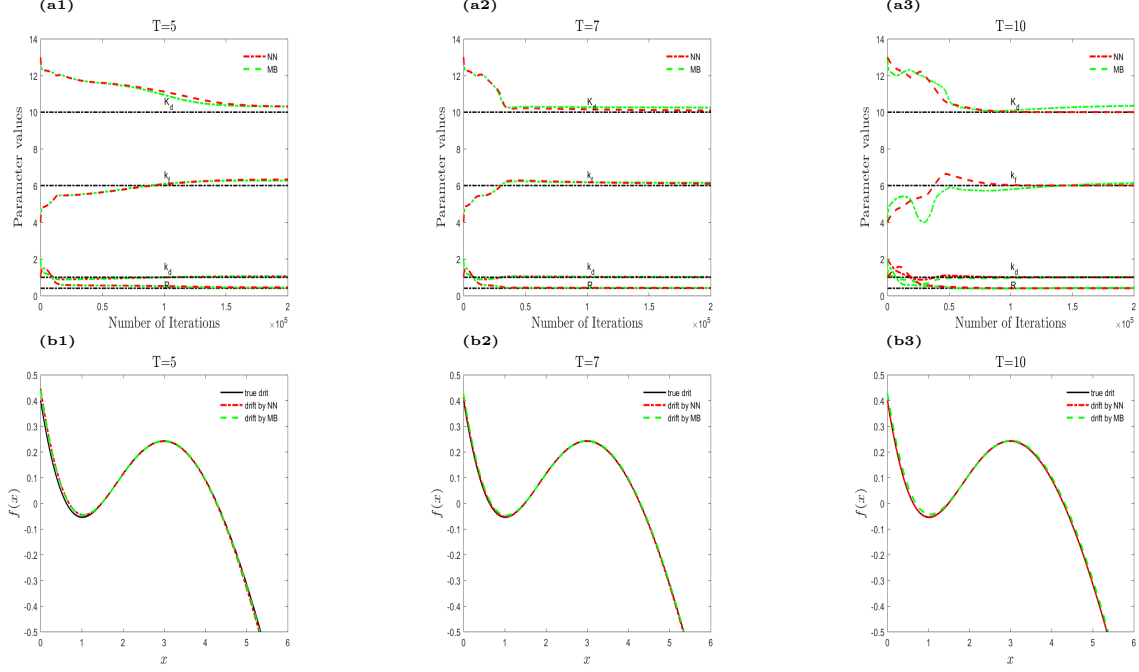 (a1)
T=5
14
12
10
8
6
4
2
0
Parameter values
NN
MB
K_d
k_f
k_d
R
0
0.5
1
1.5
2
×10^5
Number of Iterations
(a2)
T=7
14
12
10
8
6
4
2
0
Parameter values
NN
MB
K_d
k_f
k_d
R
0
0.5
1
1.5
2
×10^5
Number of Iterations
(a3)
T=10
14
12
10
8
6
4
2
0
Parameter values
NN
MB
K_d
k_f
k_d
R
0
0.5
1
1.5
2
×10^5
Number of Iterations
(b1)
T=5
0.5
0.4
0.3
0.2
0.1
0
-0.1
-0.2
-0.3
-0.4
-0.5
f(x)
true drit
drift by NN
drift by MB
0 1 2 3 4 5 6
x
(b2)
T=7
0.5
0.4
0.3
0.2
0.1
0
-0.1
-0.2
-0.3
-0.4
-0.5
f(x)
true drit
drift by NN
drift by MB
0 1 2 3 4 5 6
x
(b3)
T=10
0.5
0.4
0.3
0.2
0.1
0
-0.1
-0.2
-0.3
-0.4
-0.5
f(x)
true drit
drift by NN
drift by MB
0 1 2 3 4 5 6
x